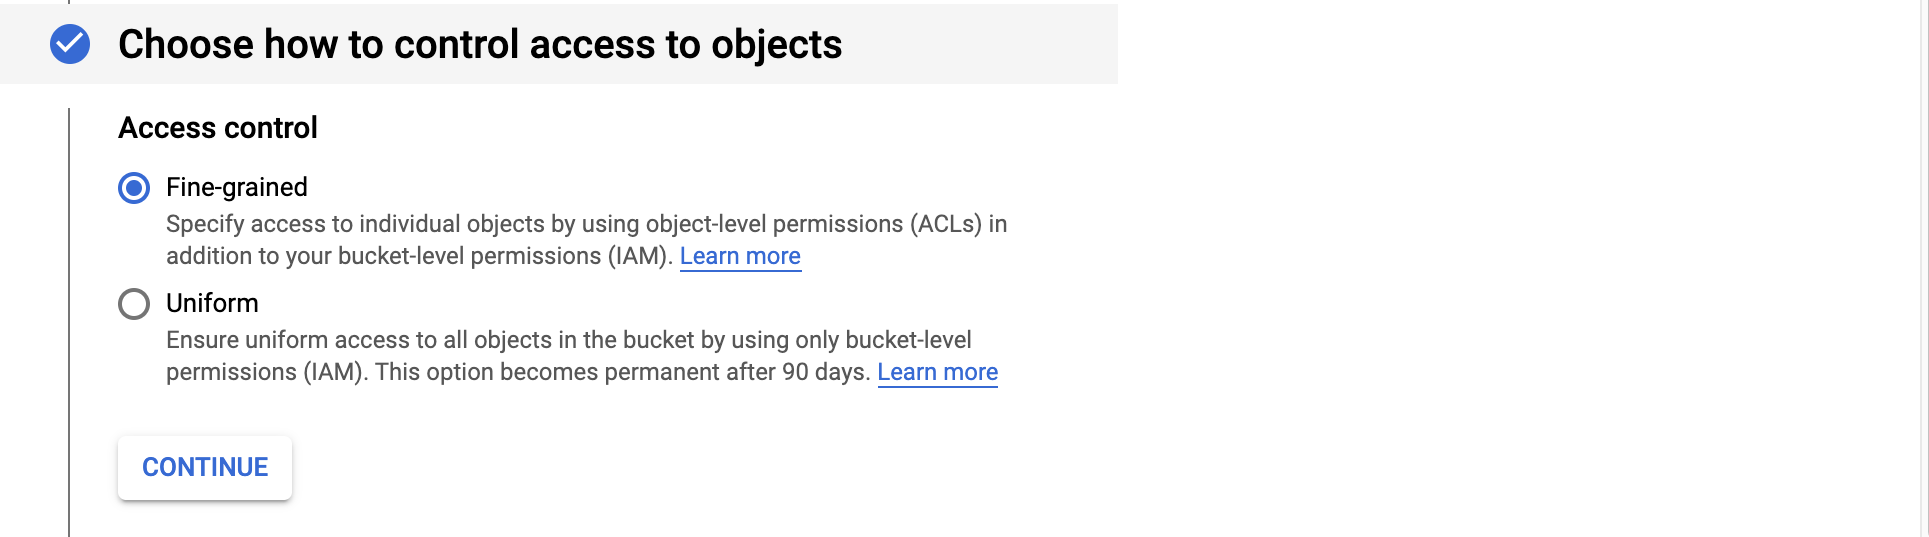 Choose how to control access to objects
Access control
Fine-grained
Specify access to individual objects by using object-level permissions (ACLs) in
addition to your bucket-level permissions (IAM). Learn more
Uniform
Ensure uniform access to all objects in the bucket by using only bucket-level
permissions (IAM). This option becomes permanent after 90 days. Learn more
CONTINUE